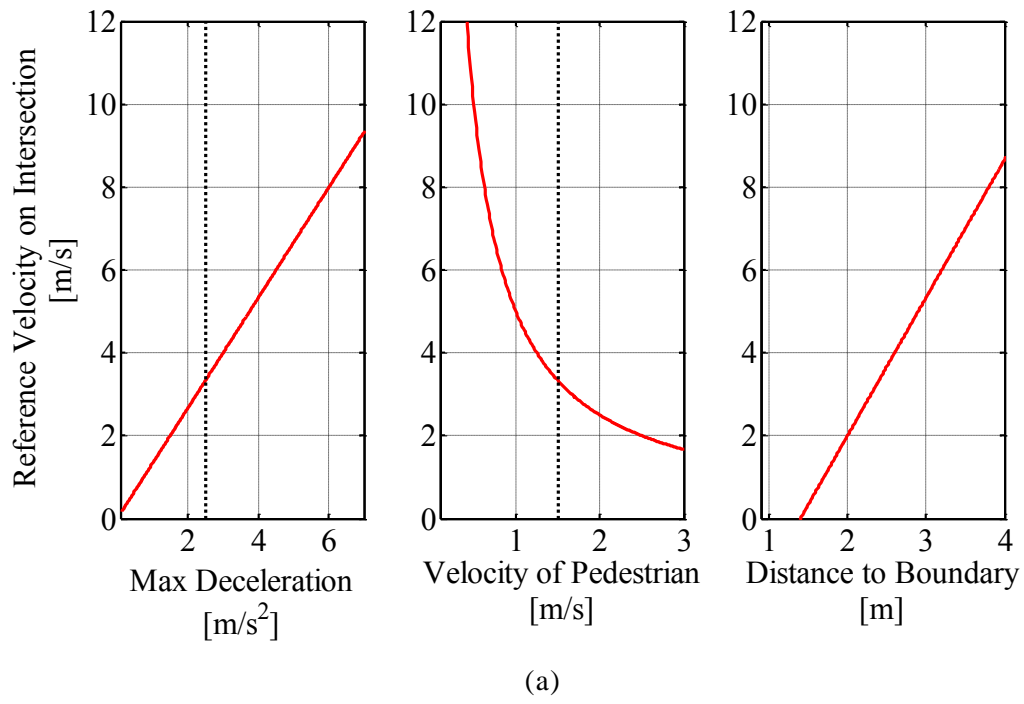 Reference Velocity on Intersection
[m/s]
12
10
8
6
4
2
0
2 4 6
Max Deceleration
[m/s²]
12
10
8
6
4
2
0
1 2 3
Velocity of Pedestrian
[m/s]
12
10
8
6
4
2
0
1 2 3 4
Distance to Boundary
[m]
(a)